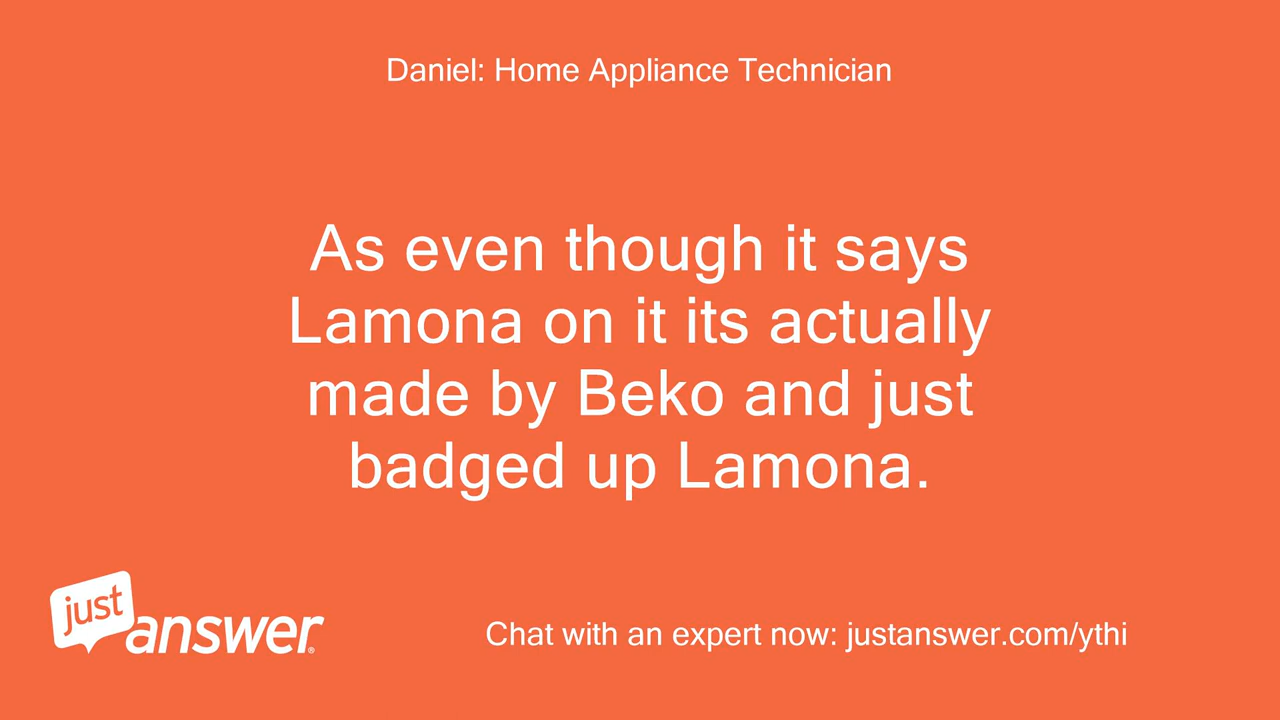 Daniel: Home Appliance Technician
As even though it says
Lamona on it its actually
made by Beko and just
badged up Lamona.
just
answer®
Chat with an expert now: justanswer.com/ythi